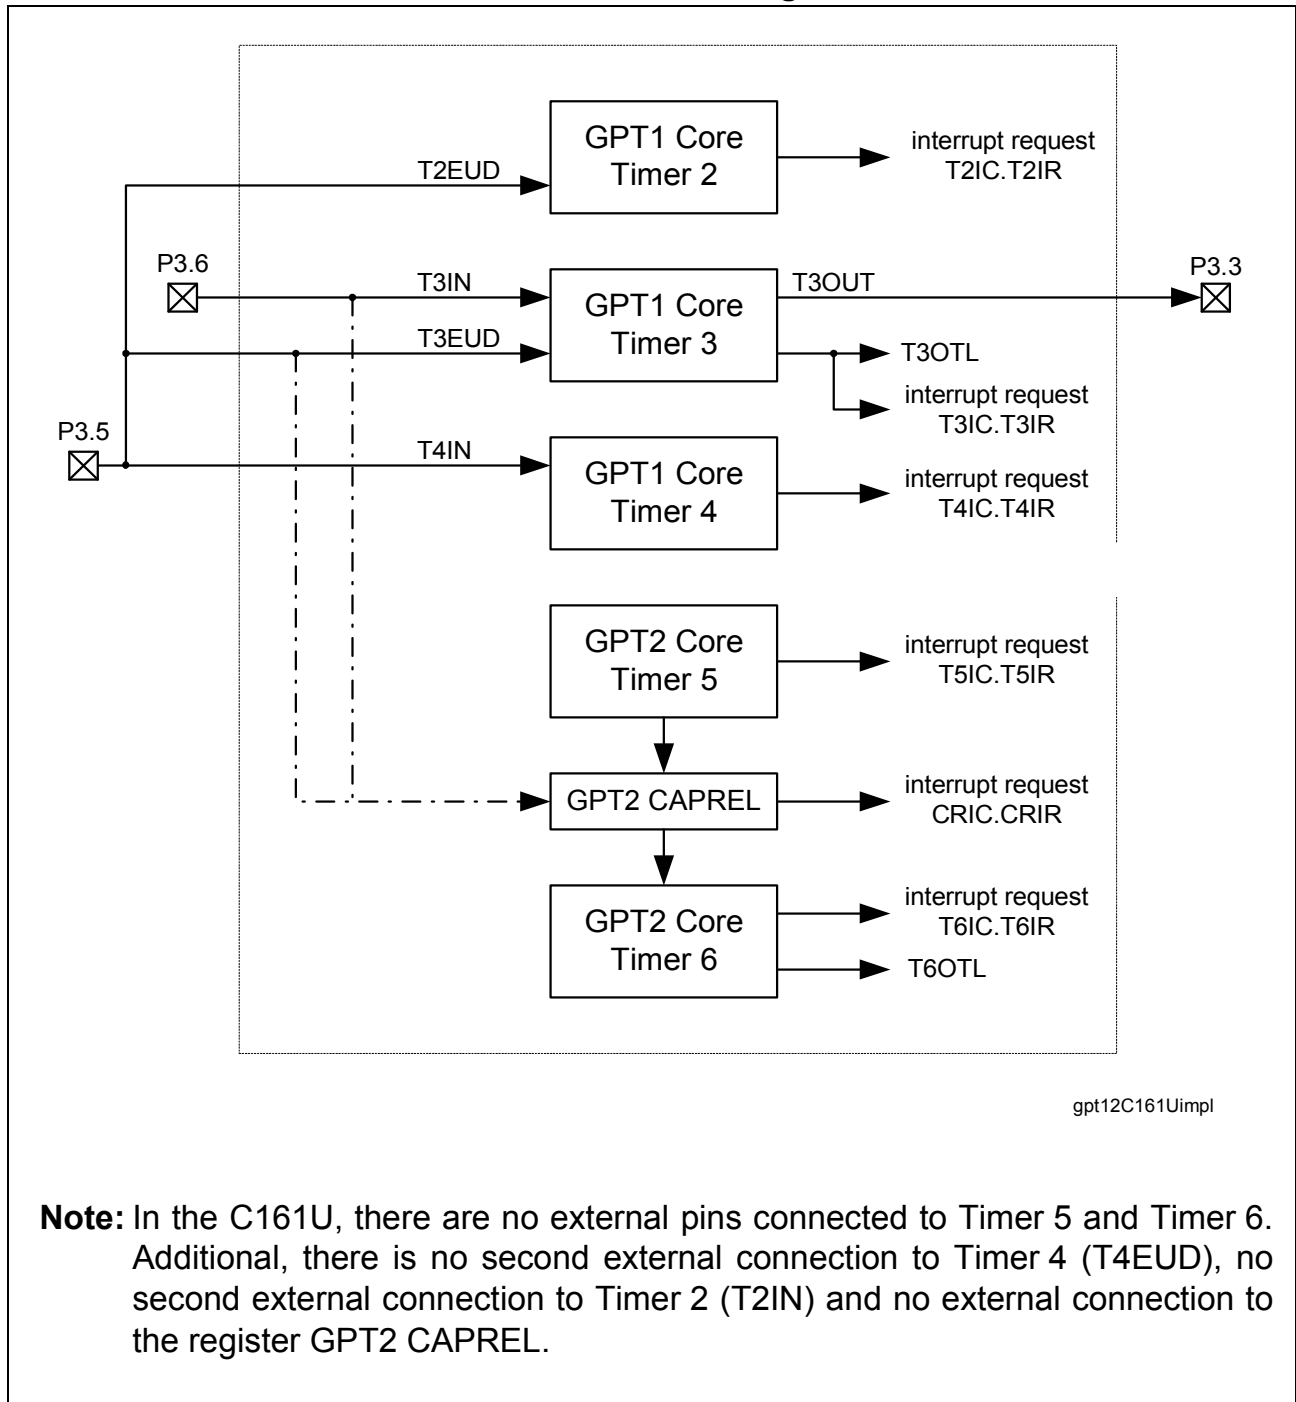 GPT1 Core
Timer 2
T2EUD
interrupt request
T2IC.T2IR
P3.6
T3IN
GPT1 Core
Timer 3
T3OUT
P3.3
T3EUD
T3OTL
interrupt request
T3IC.T3IR
P3.5
T4IN
GPT1 Core
Timer 4
interrupt request
T4IC.T4IR
GPT2 Core
Timer 5
interrupt request
T5IC.T5IR
GPT2 CAPREL
interrupt request
CRIC.CRIR
GPT2 Core
Timer 6
interrupt request
T6IC.T6IR
T6OTL
gpt12C161Uimpl
Note: In the C161U, there are no external pins connected to Timer 5 and Timer 6.
Additional, there is no second external connection to Timer 4 (T4EUD), no
second external connection to Timer 2 (T2IN) and no external connection to
the register GPT2 CAPREL.